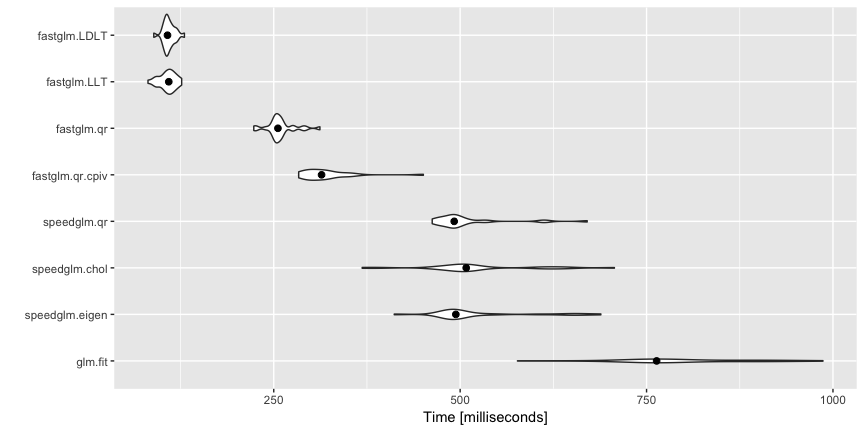 fastglm.LDLT
fastglm.LLT
fastglm.qr
fastglm.qr.cpiv
speedglm.qr
speedglm.chol
speedglm.eigen
glm.fit
250 500 750 1000
Time [milliseconds]